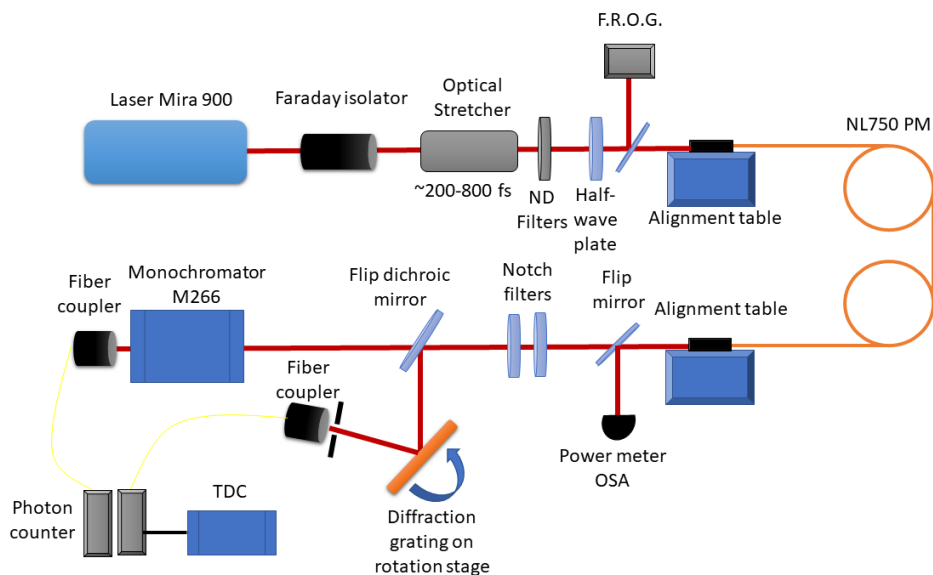 F.R.O.G.
Laser Mira 900
Faraday isolator
Optical
Stretcher
NL750 PM
~200-800 fs
ND
Filters
Half-
wave
plate
Alignment table
Fiber
coupler
Monochromator
M266
Flip dichroic
mirror
Notch
filters
Flip
mirror
Alignment table
Fiber
coupler
Power meter
OSA
Photon
counter
TDC
Diffraction
grating on
rotation stage